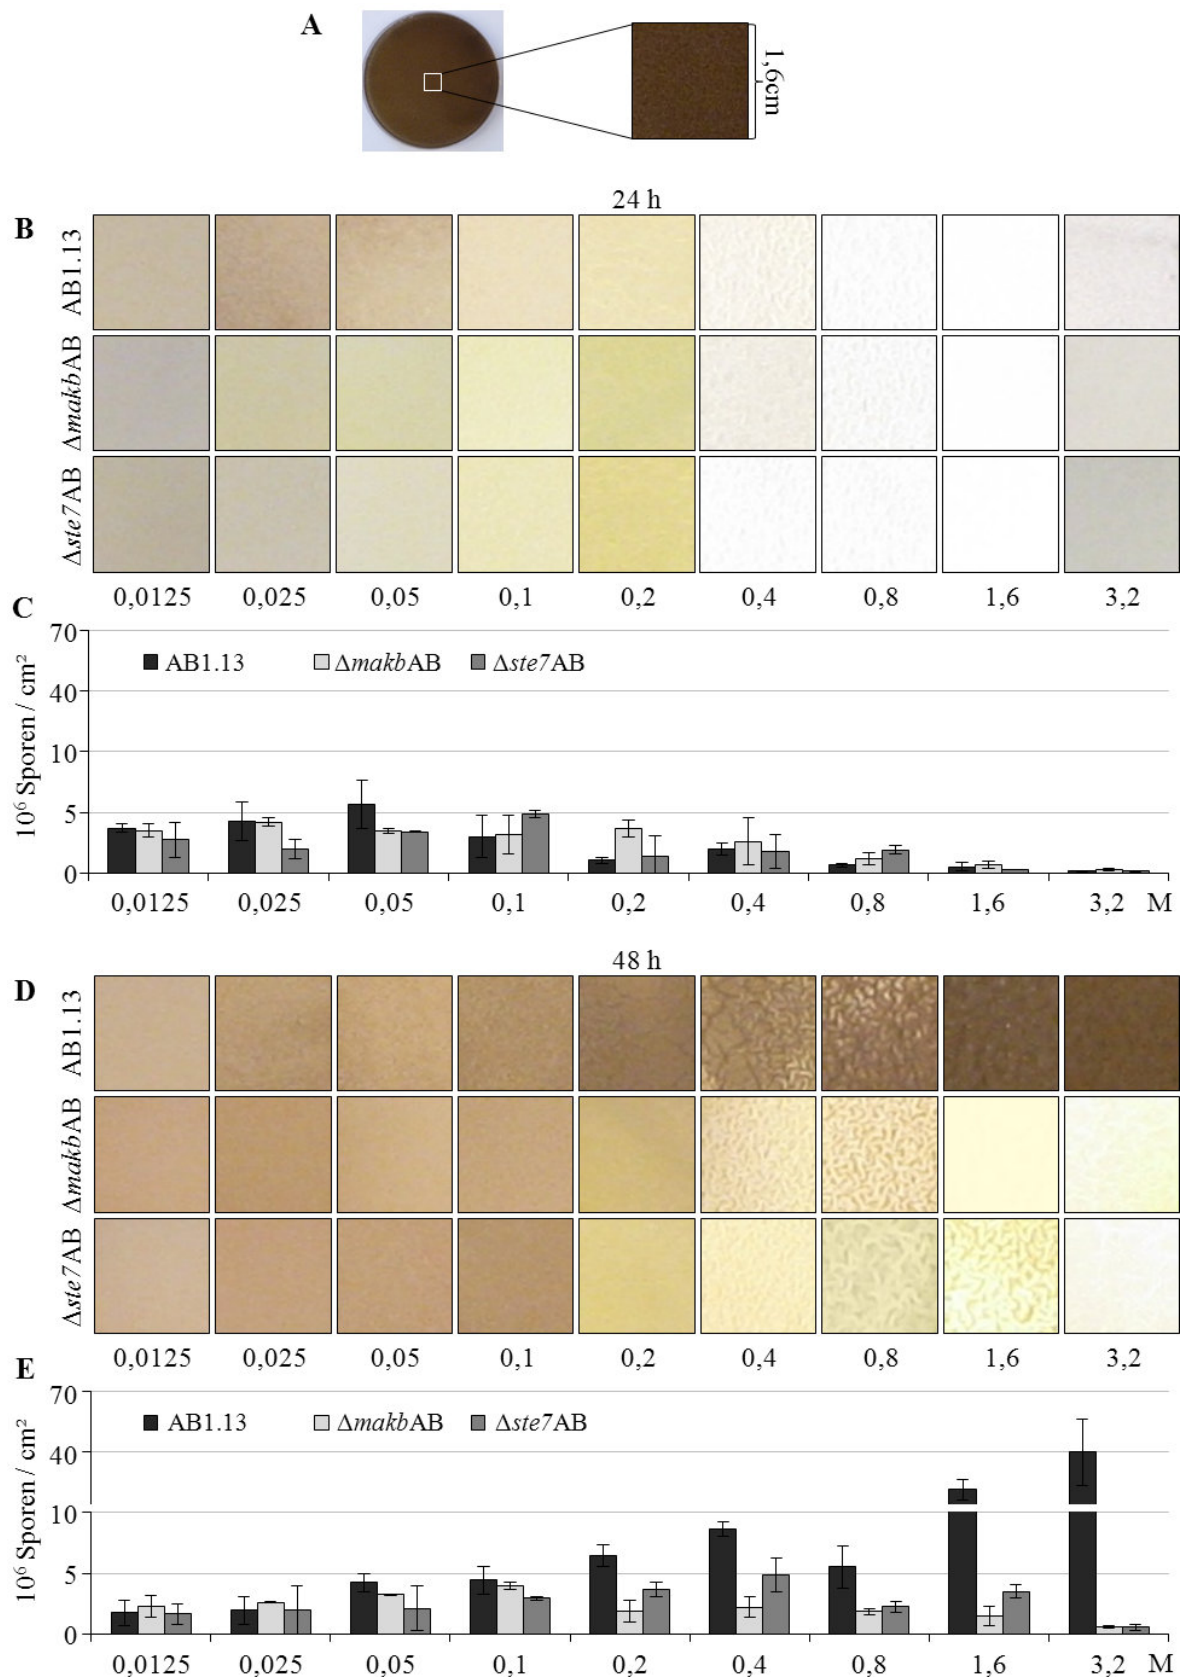 A
1,6cm
24 h
B
AB1.13
ΔmakbAB
Δste7AB
0,0125 0,025 0,05 0,1 0,2 0,4 0,8 1,6 3,2
C
10⁶ Sporen / cm²
70
40
10
5
0
AB1.13 ΔmakbAB Δste7AB
0,0125 0,025 0,05 0,1 0,2 0,4 0,8 1,6 3,2 M
48 h
D
AB1.13
ΔmakbAB
Δste7AB
0,0125 0,025 0,05 0,1 0,2 0,4 0,8 1,6 3,2
E
10⁶ Sporen / cm²
70
40
10
5
0
AB1.13 ΔmakbAB Δste7AB
0,0125 0,025 0,05 0,1 0,2 0,4 0,8 1,6 3,2 M